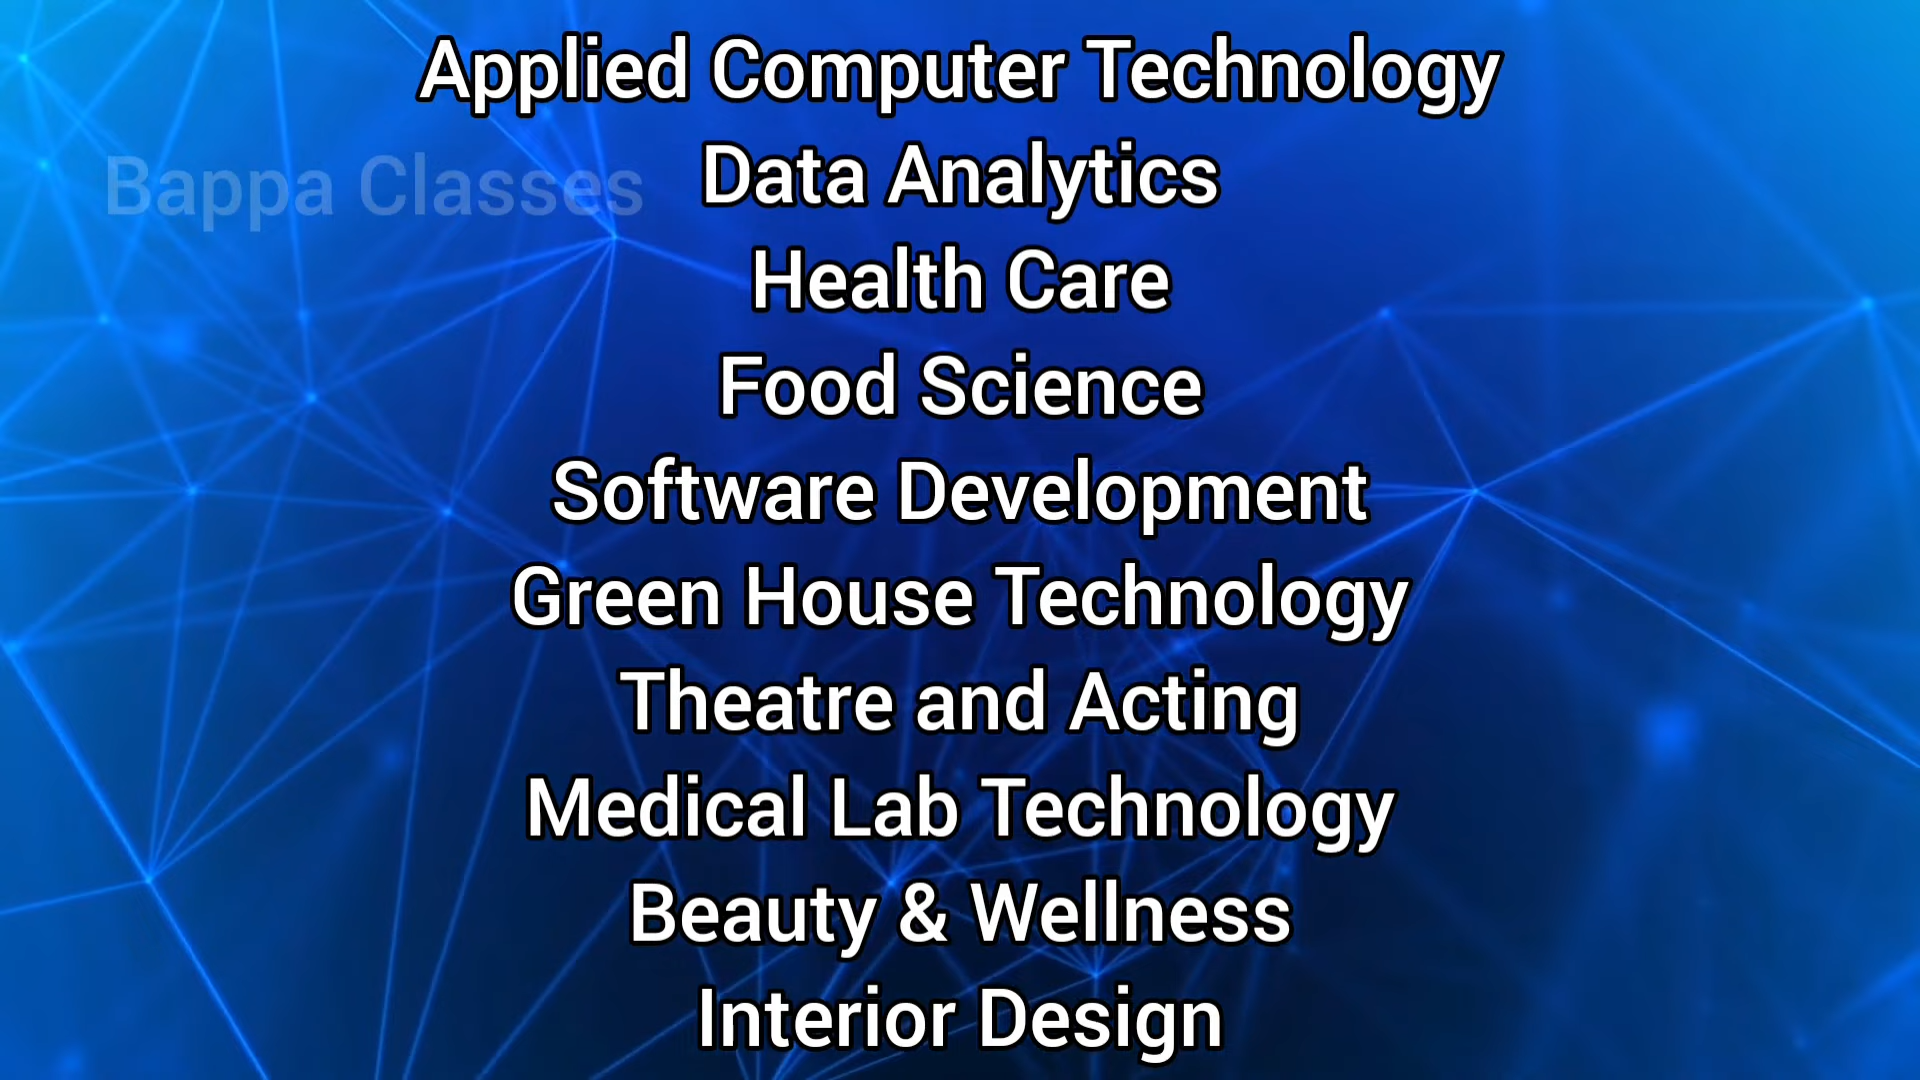 Applied Computer Technology
Bappa Classes
Data Analytics
Health Care
Food Science
Software Development
Green House Technology
Theatre and Acting
Medical Lab Technology
Beauty & Wellness
Interior Design